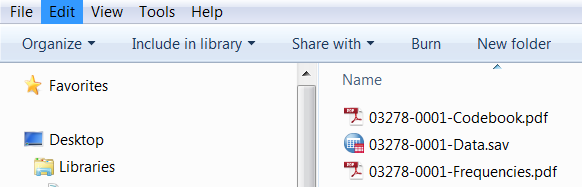 File Edit View Tools Help
Organize Include in library Share with Burn New folder
Favorites
Desktop
Libraries
Name
03278-0001-Codebook.pdf
03278-0001-Data.sav
03278-0001-Frequencies.pdf